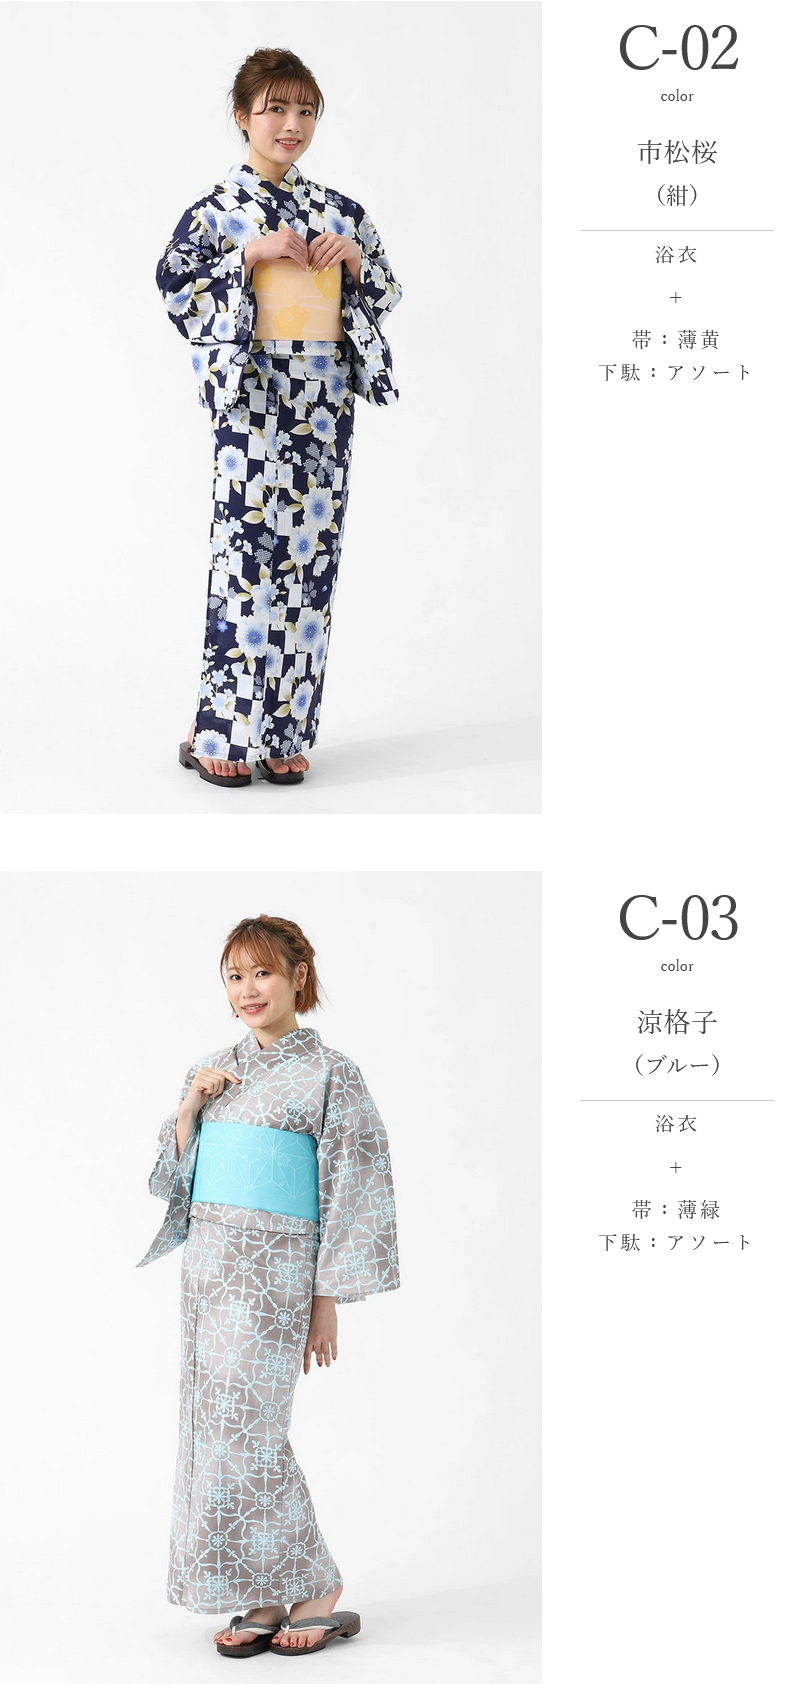 C-02
color
市松桜
（紺）
浴衣
+
帯：薄黄
下駄：アソート
C-03
color
涼格子
（ブルー）
浴衣
+
帯：薄緑
下駄：アソート